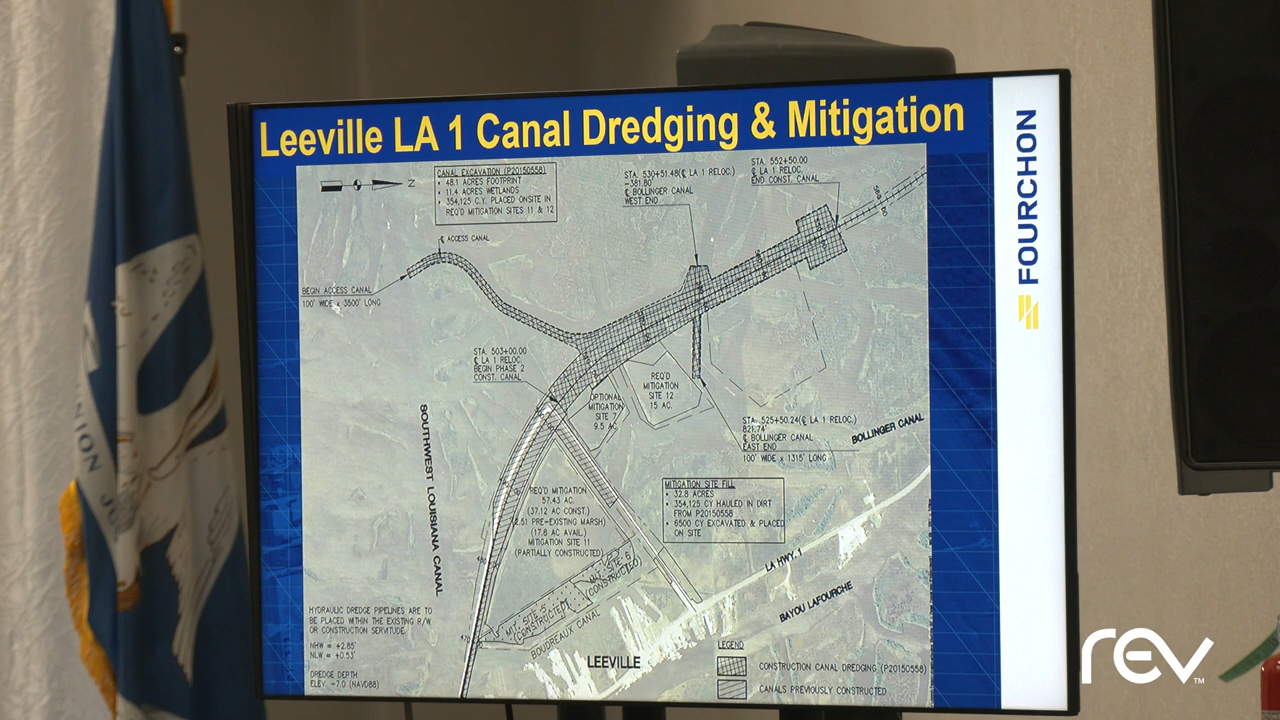 Leeville LA 1 Canal Dredging & Mitigation
FOURCHON
CANAL EXCAVATION (P20150558)
• 48.1 ACRES FOOTPRINT
• 11.4 ACRES WETLANDS
• 354,125 C.Y. PLACED ONSITE IN
REQ'D MITIGATION SITES 11 & 12
Z
STA. 530+51.48(℄ LA 1 RELOC.)
-381.80'
℄ BOLLINGER CANAL
WEST END
STA. 552+50.00
℄ LA 1 RELOC.
END CONST. CANAL
℄ ACCESS CANAL
BEGIN ACCESS CANAL
100' WIDE x 3500' LONG
STA. 503+00.00
℄ LA 1 RELOC.
BEGIN PHASE 2
CONST. CANAL
OPTIONAL
MITIGATION
SITE 7
9.5 AC.
REQ'D
MITIGATION
SITE 12
15 AC.
STA. 525+50.24(℄ LA 1 RELOC.)
821.74'
℄ BOLLINGER CANAL
EAST END
100' WIDE x 1315' LONG
BOLLINGER CANAL
SOUTHWEST LOUISIANA CANAL
REQ'D MITIGATION
57.43 AC.
(37.12 AC CONST.)
PRE-EXISTING MARSH)
(17.8 AC AVAIL.)
MITIGATION SITE 11
(PARTIALLY CONSTRUCTED)
MITIGATION SITE FILL
• 32.8 ACRES
• 354,125 CY HAULED IN DIRT
FROM P20150558
• 6500 CY EXCAVATED & PLACED
ON SITE
LA HWY. 1
BAYOU LAFOURCHE
MIT. SITE 5
(CONSTRUCTED)
MIT. SITE 6
(CONSTRUCTED)
BOUDREAUX CANAL
LEEVILLE
HYDRAULIC DREDGE PIPELINES ARE TO
BE PLACED WITHIN THE EXISTING R/W
OR CONSTRUCTION SERVITUDE.
NHW = +2.85'
NLW = +0.53'
DREDGE DEPTH
ELEV. -7.0 (NAVD88)
LEGEND
CONSTRUCTION CANAL DREDGING (P20150558)
CANALS PREVIOUSLY CONSTRUCTED
rev™